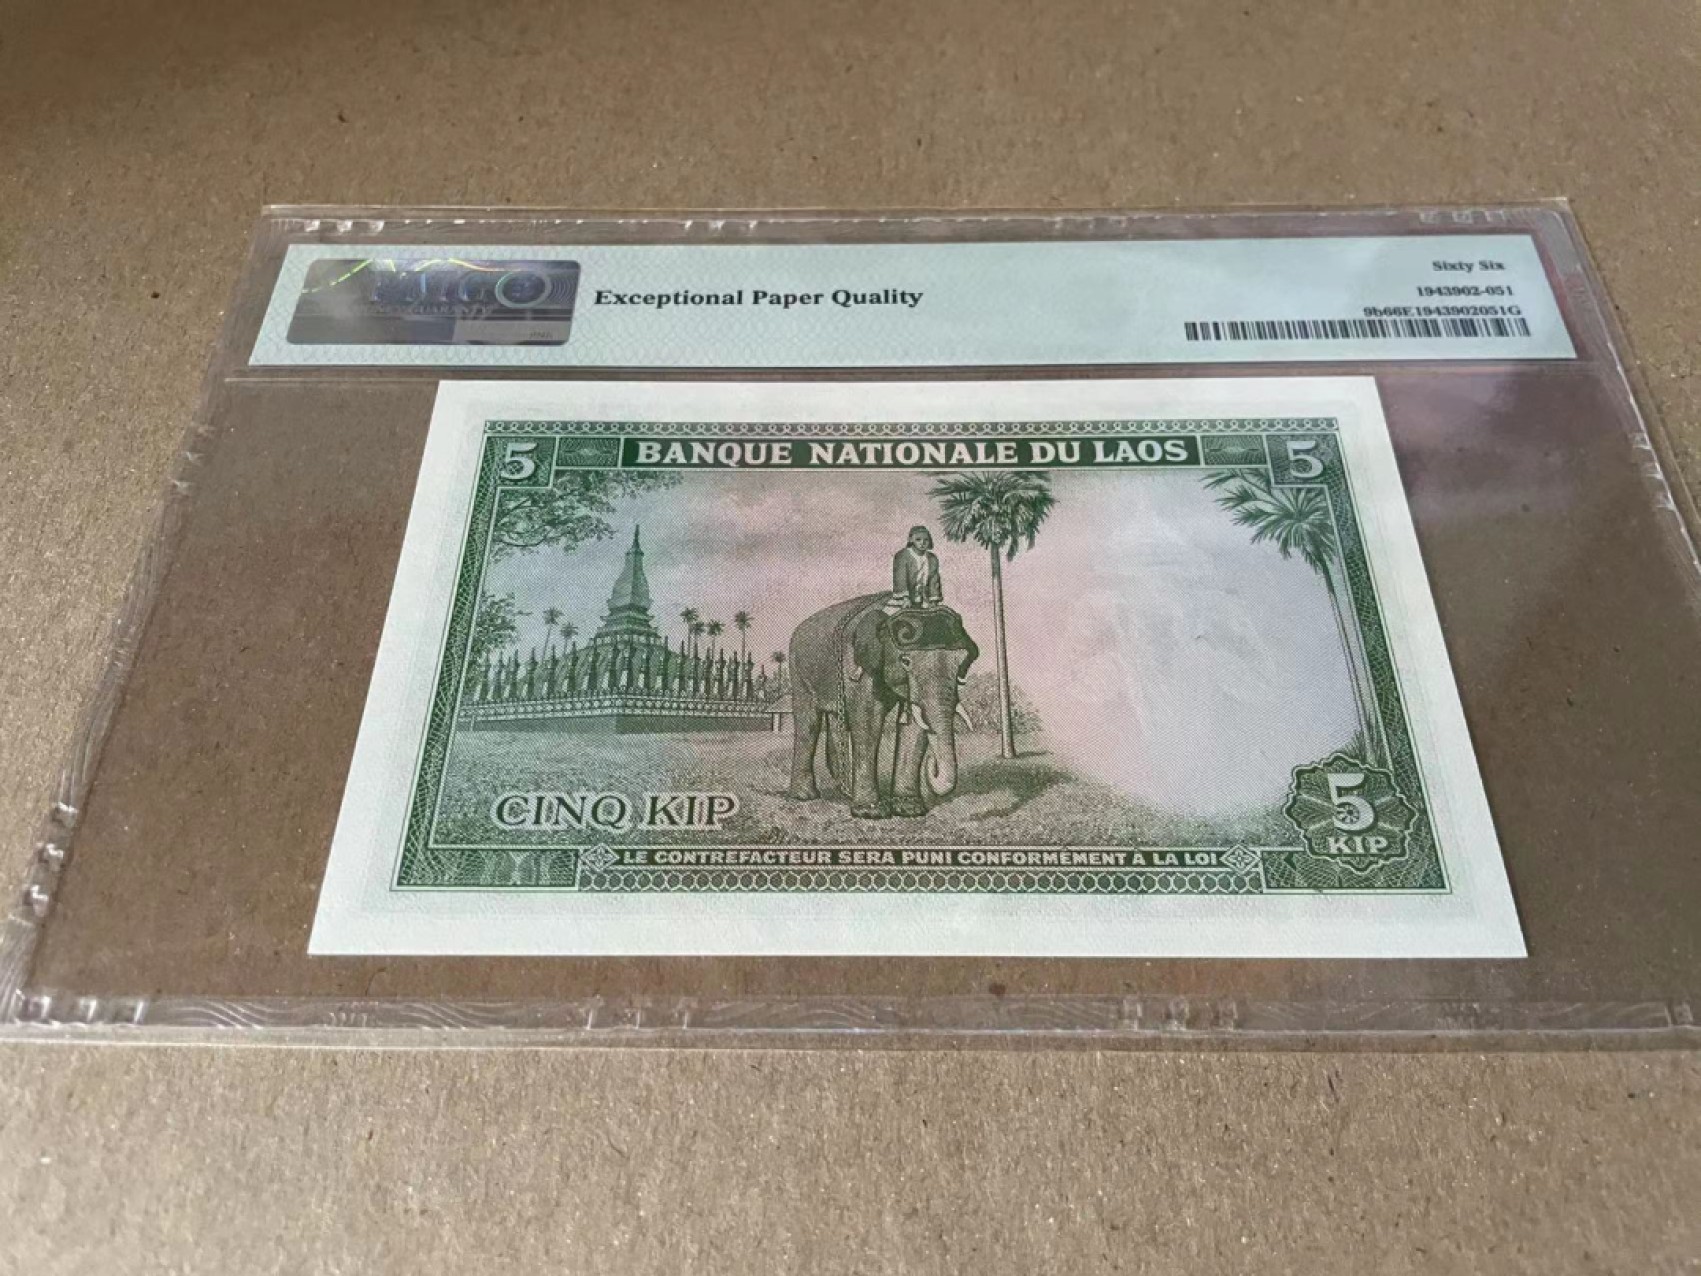 PMG
Exceptional Paper Quality
Sixty Six
1943902-051
9b66E1943902051G
5 BANQUE NATIONALE DU LAOS 5
CINQ KIP
5
KIP
LE CONTREFACTEUR SERA PUNI CONFORMÉMENT A LA LOI